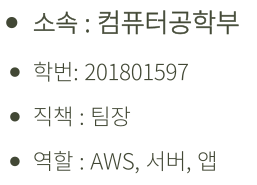 • 소속 : 컴퓨터공학부
• 학번: 201801597
• 직책 : 팀장
• 역할 : AWS, 서버, 앱